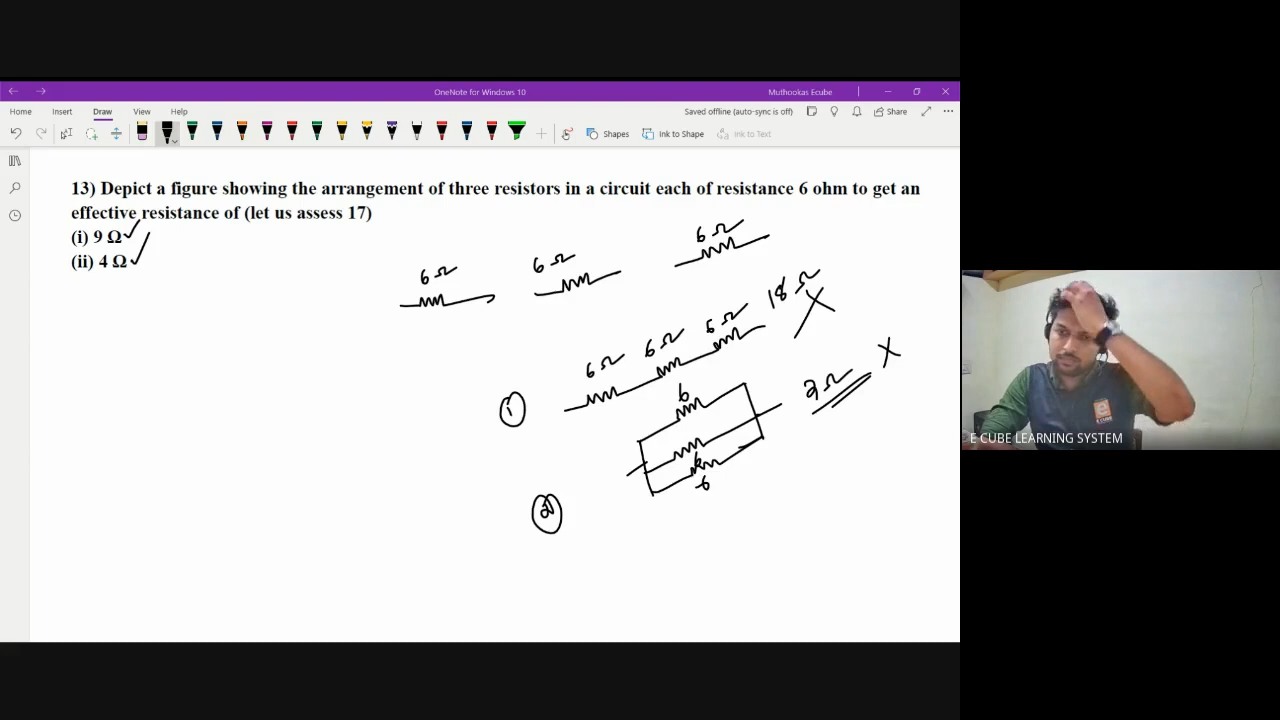 OneNote for Windows 10
Muthookas Ecube
Home Insert Draw View Help
Saved offline (auto-sync is off)
Share
Shapes
Ink to Shape
Ink to Text
13) Depict a figure showing the arrangement of three resistors in a circuit each of resistance 6 ohm to get an
effective resistance of (let us assess 17)
(i) 9 Ω
(ii) 4 Ω
6 Ω
6 Ω
6 Ω
6 Ω 6 Ω 6 Ω 18 Ω X
6
6
6
2 Ω X
E CUBE
E CUBE LEARNING SYSTEM